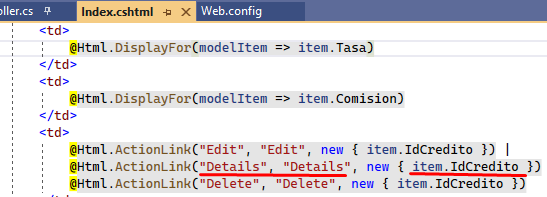 ller.cs Index.cshtml Web.config
<td>
@Html.DisplayFor(modelItem => item.Tasa)
</td>
<td>
@Html.DisplayFor(modelItem => item.Comision)
</td>
<td>
@Html.ActionLink("Edit", "Edit", new { item.IdCredito }) |
@Html.ActionLink("Details", "Details", new { item.IdCredito })
@Html.ActionLink("Delete", "Delete", new { item.IdCredito })